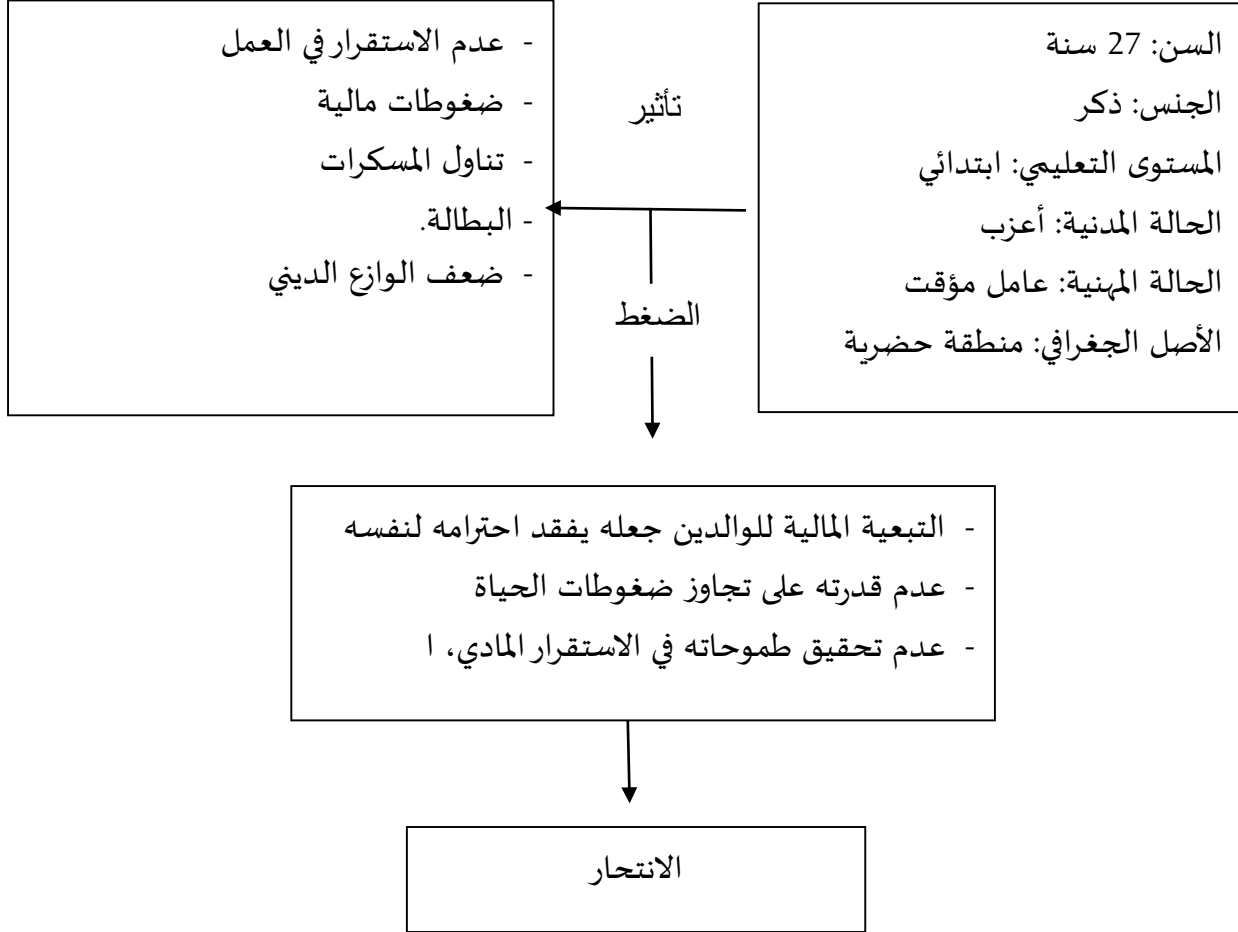 السن: 27 سنة
الجنس: ذكر
المستوى التعليمي: ابتدائي
الحالة المدنية: أعزب
الحالة المهنية: عامل مؤقت
الأصل الجغرافي: منطقة حضرية
تأثير
- عدم الاستقرار في العمل
- ضغوطات مالية
- تناول المسكرات
- البطالة.
- ضعف الوازع الديني
الضغط
- التبعية المالية للوالدين جعله يفقد احترامه لنفسه
- عدم قدرته على تجاوز ضغوطات الحياة
- عدم تحقيق طموحاته في الاستقرار المادي، ا
الانتحار